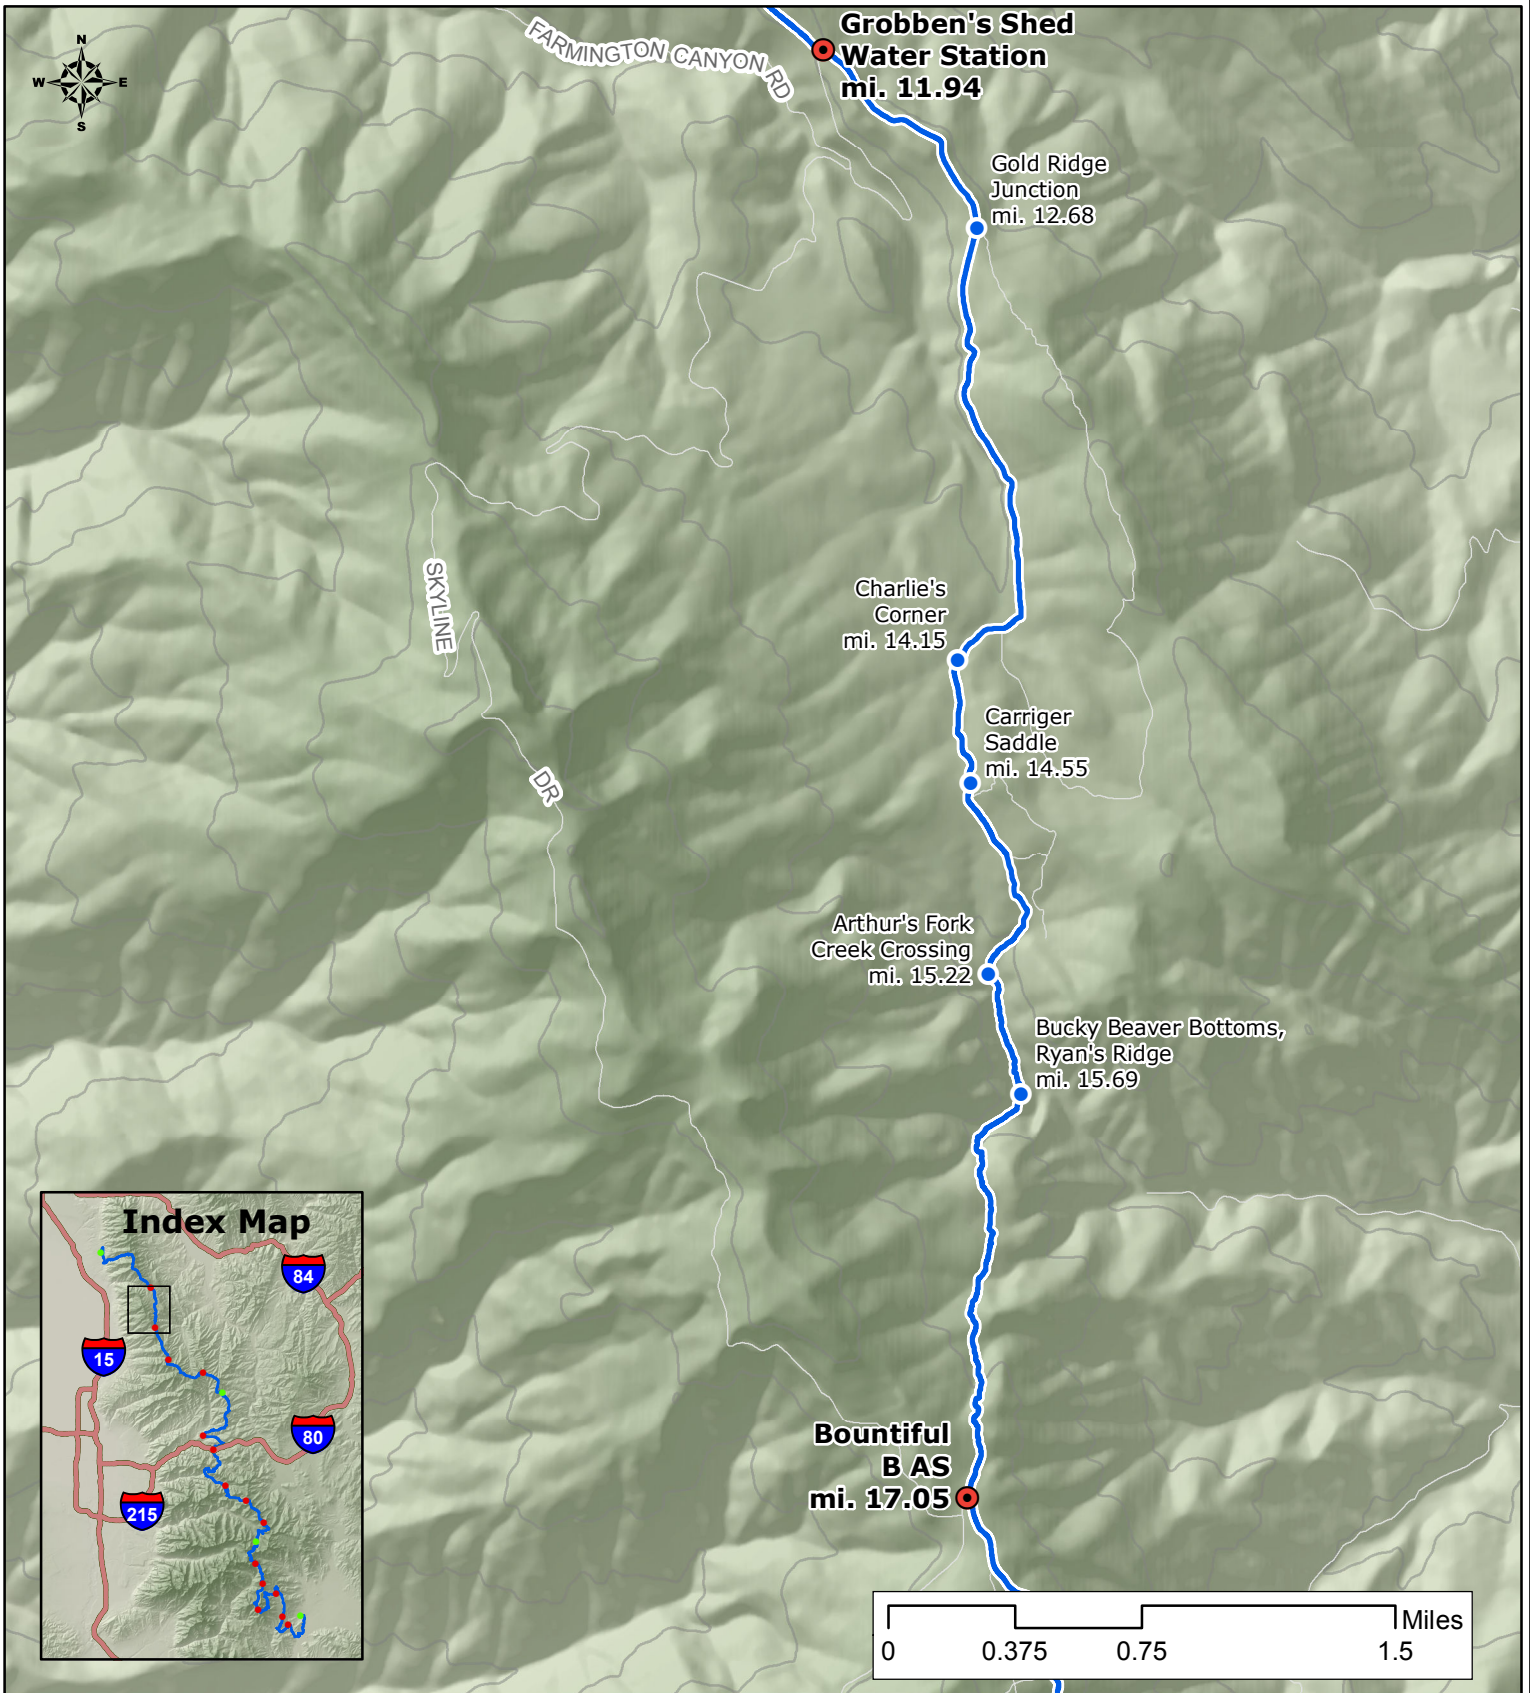 Grobben's Shed
Water Station
mi. 11.94
FARMINGTON CANYON RD
N
W E
S
Gold Ridge
Junction
mi. 12.68
SKYLINE
DR
Charlie's
Corner
mi. 14.15
Carriger
Saddle
mi. 14.55
Arthur's Fork
Creek Crossing
mi. 15.22
Bucky Beaver Bottoms,
Ryan's Ridge
mi. 15.69
Index Map
84
15
80
215
Bountiful
B AS
mi. 17.05
Miles
0 0.375 0.75 1.5